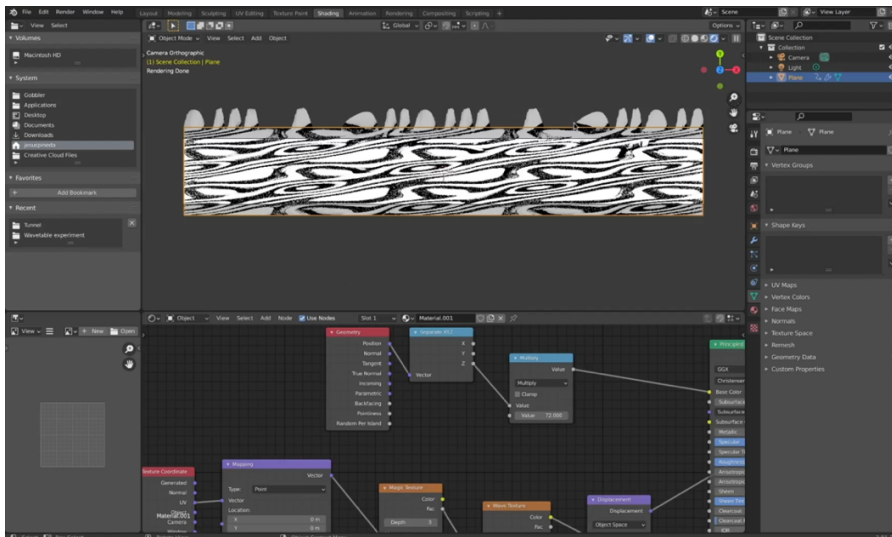 File Edit Render Window Help
Layout Modeling Sculpting UV Editing Texture Paint Shading Animation Rendering Compositing Scripting +
Scene
View Layer
View Select
Volumes
Macintosh HD
System
Gobbler
Applications
Desktop
Documents
Downloads
Creative Cloud Files
Favorites
Add Bookmark
Recent
Tunnel
Wavetable experiment
Global
Options
Object Mode View Select Add Object
Camera Orthographic
(1) Scene Collection | Plane
Rendering Done
Scene Collection
Collection
Camera
Light
Plane
Plane Plane
Plane
Vertex Groups
Shape Keys
UV Maps
Vertex Colors
Face Maps
Normals
Texture Space
Remesh
Geometry Data
Custom Properties
View New Open
Object View Select Add Node Use Nodes Slot 1 Material.001
Geometry
Position
Normal
Tangent
True Normal
Incoming
Parametric
Backfacing
Pointiness
Random Per Island
Separate XYZ
X
Y
Z
Vector
Multiply
Value
Multiply
Clamp
Value
Value 72.000
GGX
Base Color
Subsurface
Metallic
Specular
Sheen
Clearcoat
IOR
Texture Coordinate
Generated
Normal
UV
Object
Camera
Material.001
Mapping
Vector
Type: Point
Vector
Location:
X 0 m
Y 0 m
Magic Texture
Color
Fac
Depth
Wave Texture
Color
Fac
Displacement
Displacement
Object Space